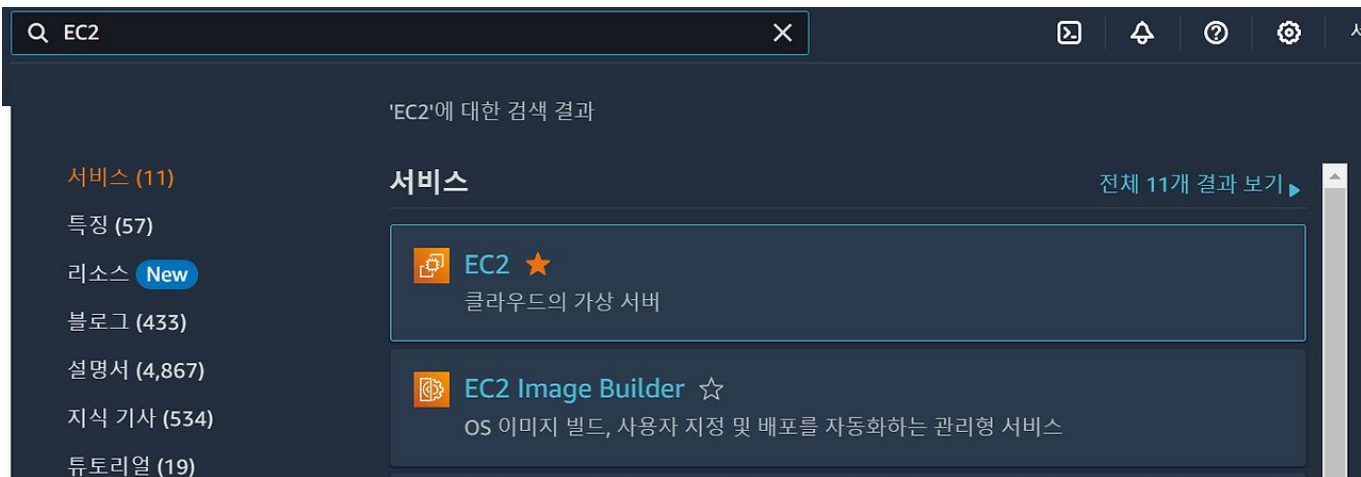 EC2
'EC2'에 대한 검색 결과
서비스 (11)
특징 (57)
리소스 New
블로그 (433)
설명서 (4,867)
지식 기사 (534)
튜토리얼 (19)
서비스
전체 11개 결과 보기
EC2
클라우드의 가상 서버
EC2 Image Builder
OS 이미지 빌드, 사용자 지정 및 배포를 자동화하는 관리형 서비스